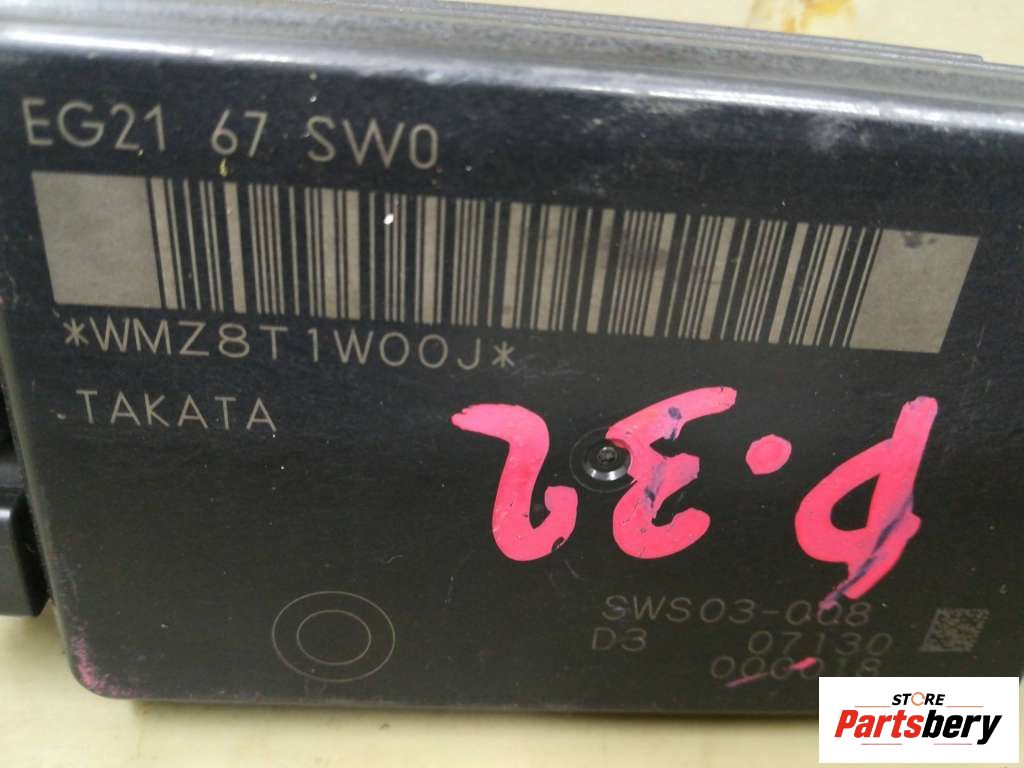 EG21 67 SW0
*WMZ8T1W00J*
TAKATA
SWS03-008
D3 07130
000018
STORE
Partsbery